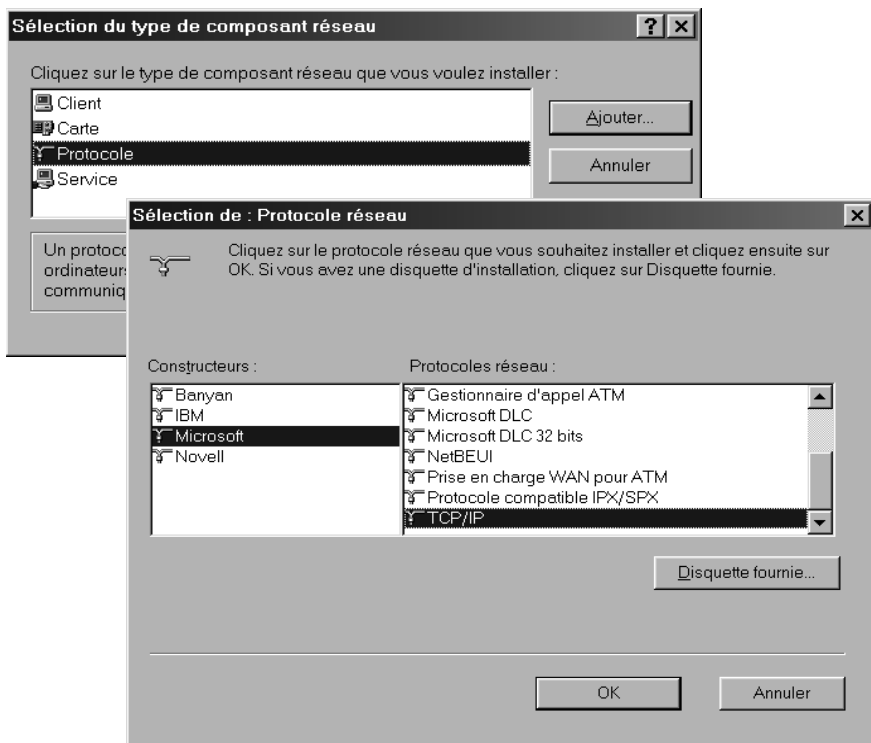 Sélection du type de composant réseau
Cliquez sur le type de composant réseau que vous voulez installer :
Client
Carte
Protocole
Service
Ajouter...
Annuler
Un protoco
ordinateur
communiq
Sélection de : Protocole réseau
Cliquez sur le protocole réseau que vous souhaitez installer et cliquez ensuite sur
OK. Si vous avez une disquette d'installation, cliquez sur Disquette fournie.
Constructeurs :
Banyan
IBM
Microsoft
Novell
Protocoles réseau :
Gestionnaire d'appel ATM
Microsoft DLC
Microsoft DLC 32 bits
NetBEUI
Prise en charge WAN pour ATM
Protocole compatible IPX/SPX
TCP/IP
Disquette fournie...
OK
Annuler